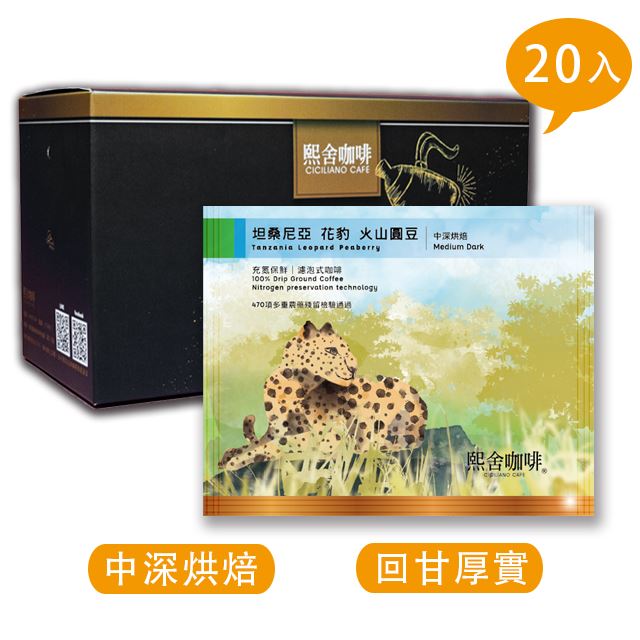 20入
熙舍咖啡
CICILIANO CAFE
坦桑尼亞 花豹 火山圓豆 | 中深烘焙
Tanzania Leopard Peaberry Medium Dark
充氮保鮮 | 濾泡式咖啡
100% Drip Ground Coffee
Nitrogen preservation technology
470項多重農藥殘留檢驗通過
熙舍咖啡®
CICILIANO CAFE
中深烘焙
回甘厚實